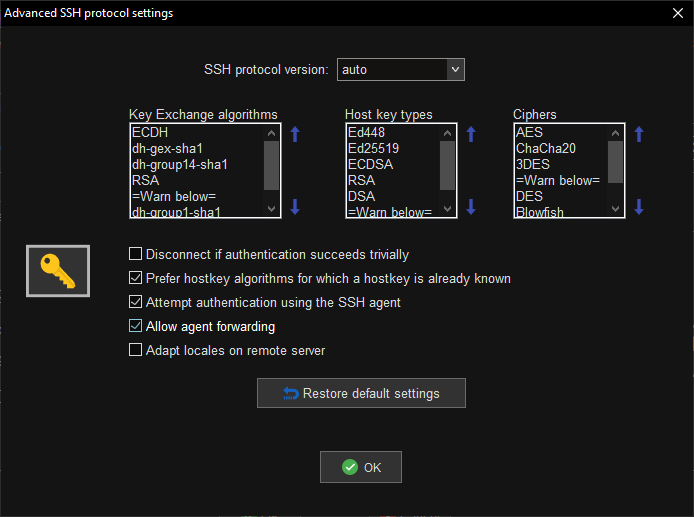 Advanced SSH protocol settings
SSH protocol version: auto
Key Exchange algorithms
ECDH
dh-gex-sha1
dh-group14-sha1
RSA
=Warn below=
dh-group1-sha1
Host key types
Ed448
Ed25519
ECDSA
RSA
DSA
=Warn below=
Ciphers
AES
ChaCha20
3DES
=Warn below=
DES
Blowfish
Disconnect if authentication succeeds trivially
Prefer hostkey algorithms for which a hostkey is already known
Attempt authentication using the SSH agent
Allow agent forwarding
Adapt locales on remote server
Restore default settings
OK